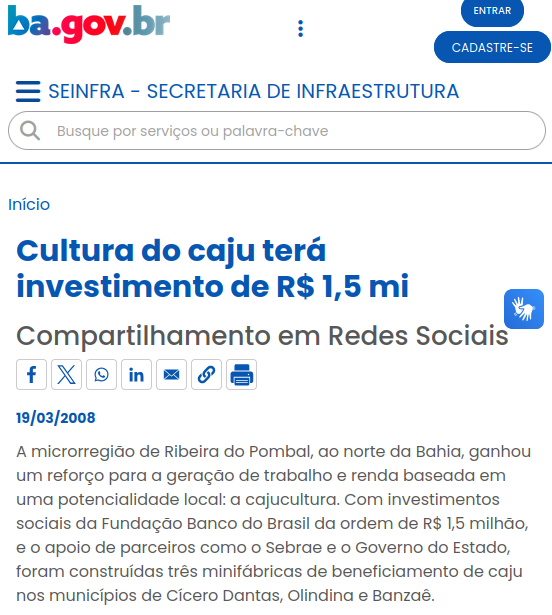 ba.gov.br
ENTRAR
CADASTRE-SE
SEINFRA - SECRETARIA DE INFRAESTRUTURA
Busque por serviços ou palavra-chave
Início
Cultura do caju terá
investimento de R$ 1,5 mi
Compartilhamento em Redes Sociais
19/03/2008
A microrregião de Ribeira do Pombal, ao norte da Bahia, ganhou
um reforço para a geração de trabalho e renda baseada em
uma potencialidade local: a cajucultura. Com investimentos
sociais da Fundação Banco do Brasil da ordem de R$ 1,5 milhão,
e o apoio de parceiros como o Sebrae e o Governo do Estado,
foram construídas três minifábricas de beneficiamento de caju
nos municípios de Cícero Dantas, Olindina e Banzaê.